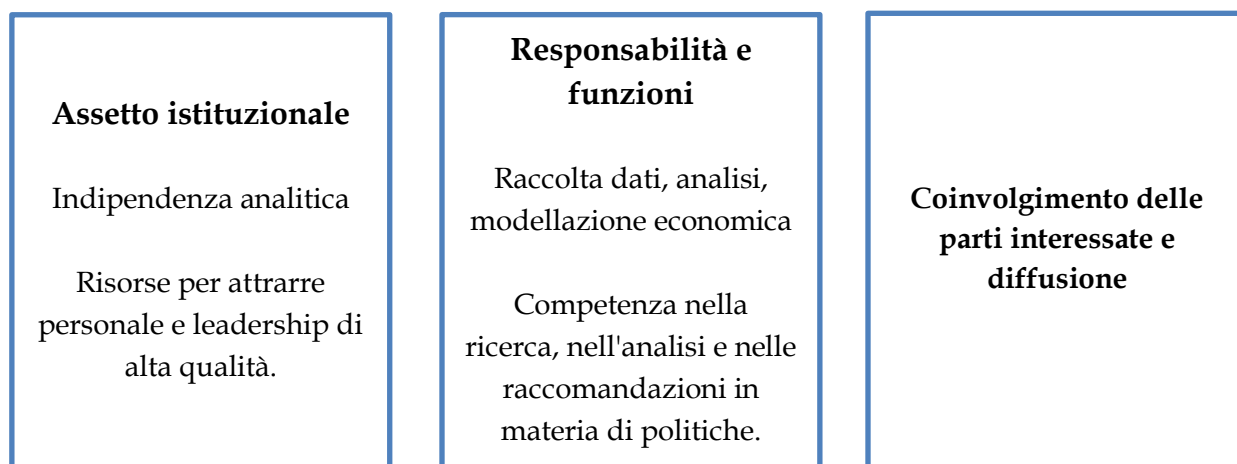 Assetto istituzionale
Indipendenza analitica
Risorse per attrarre
personale e leadership di
alta qualità.
Responsabilità e
funzioni
Raccolta dati, analisi,
modellazione economica
Competenza nella
ricerca, nell'analisi e nelle
raccomandazioni in
materia di politiche.
Coinvolgimento delle
parti interessate e
diffusione